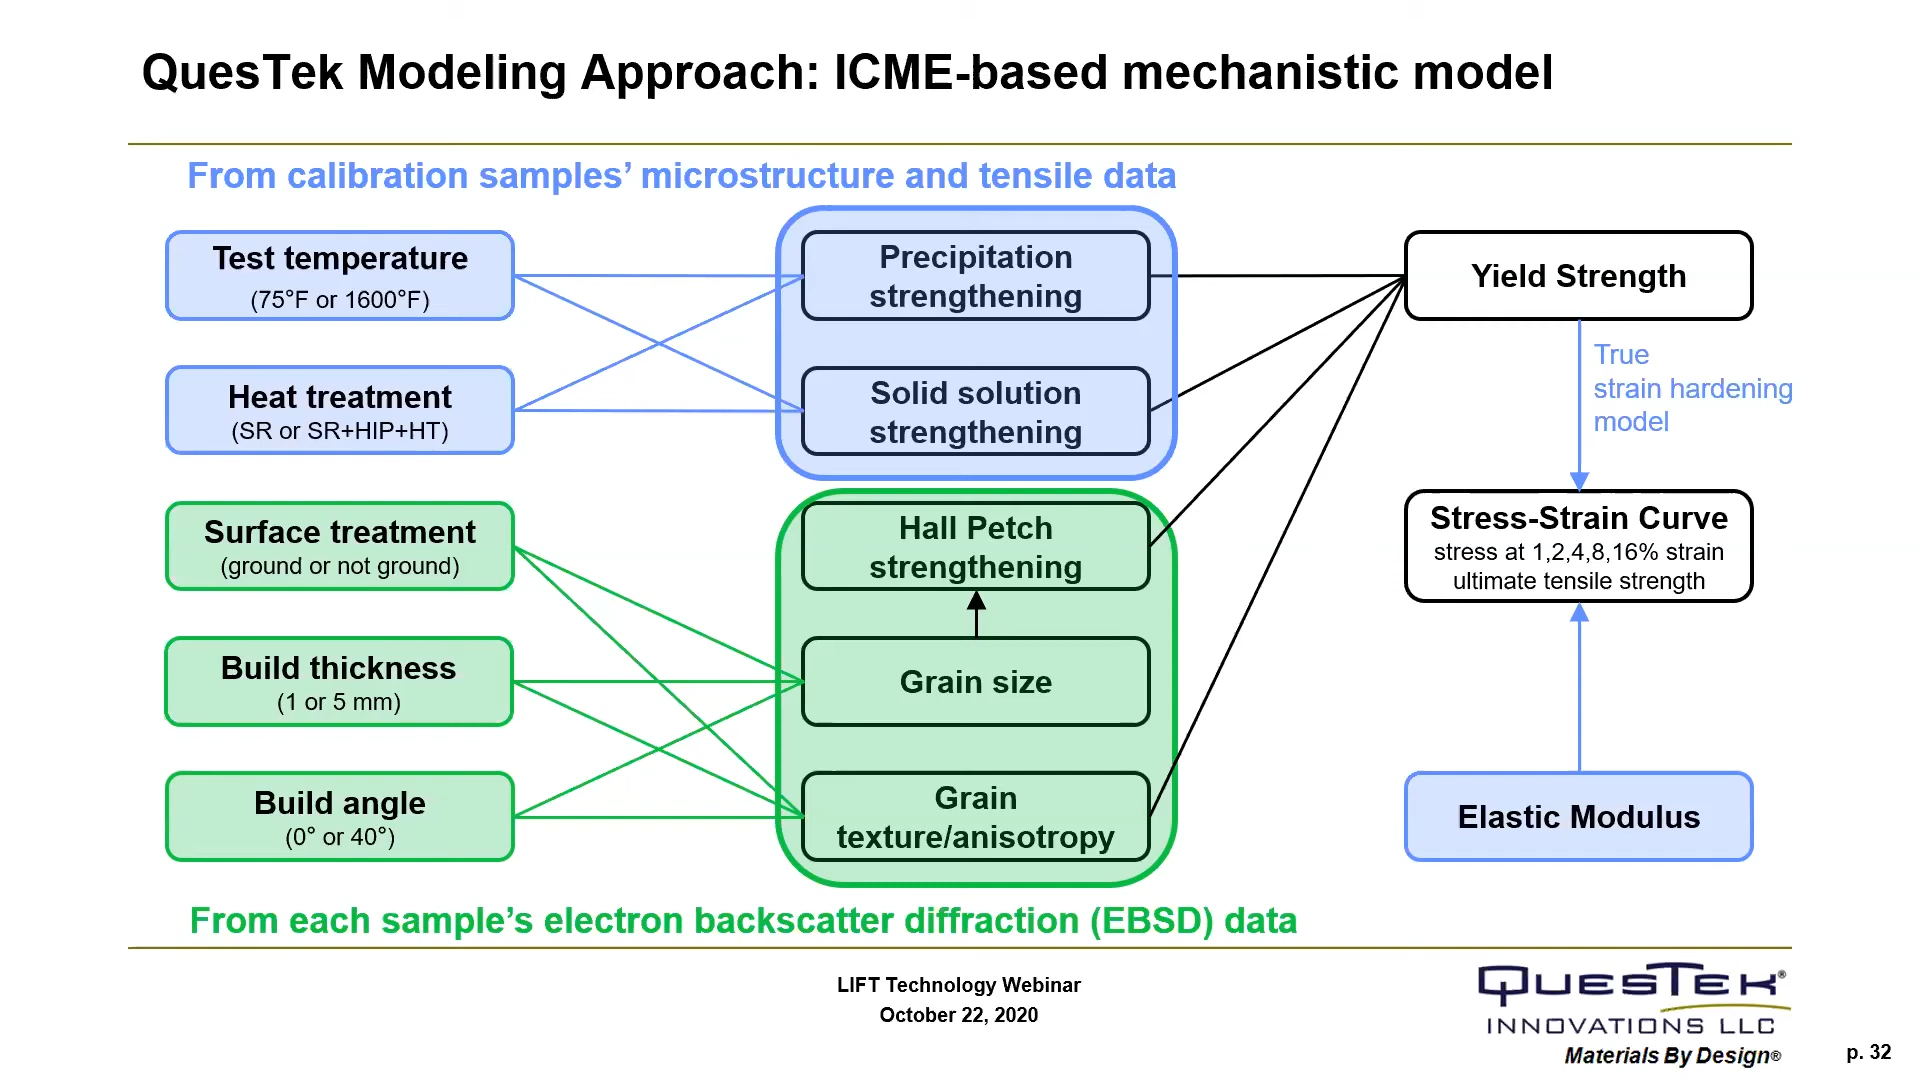 QuesTek Modeling Approach: ICME-based mechanistic model
From calibration samples’ microstructure and tensile data
Test temperature
(75°F or 1600°F)
Heat treatment
(SR or SR+HIP+HT)
Surface treatment
(ground or not ground)
Build thickness
(1 or 5 mm)
Build angle
(0° or 40°)
Precipitation
strengthening
Solid solution
strengthening
Hall Petch
strengthening
Grain size
Grain
texture/anisotropy
Yield Strength
True
strain hardening
model
Stress-Strain Curve
stress at 1,2,4,8,16% strain
ultimate tensile strength
Elastic Modulus
From each sample’s electron backscatter diffraction (EBSD) data
LIFT Technology Webinar
October 22, 2020
QUESTEK®
INNOVATIONS LLC
Materials By Design®
p. 32